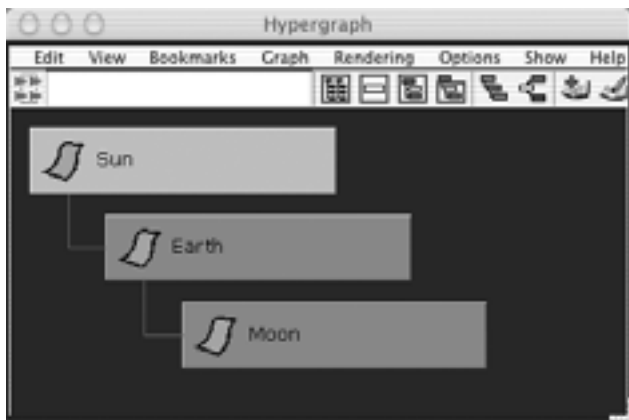 Hypergraph
Edit View Bookmarks Graph Rendering Options Show Help
Sun
Earth
Moon